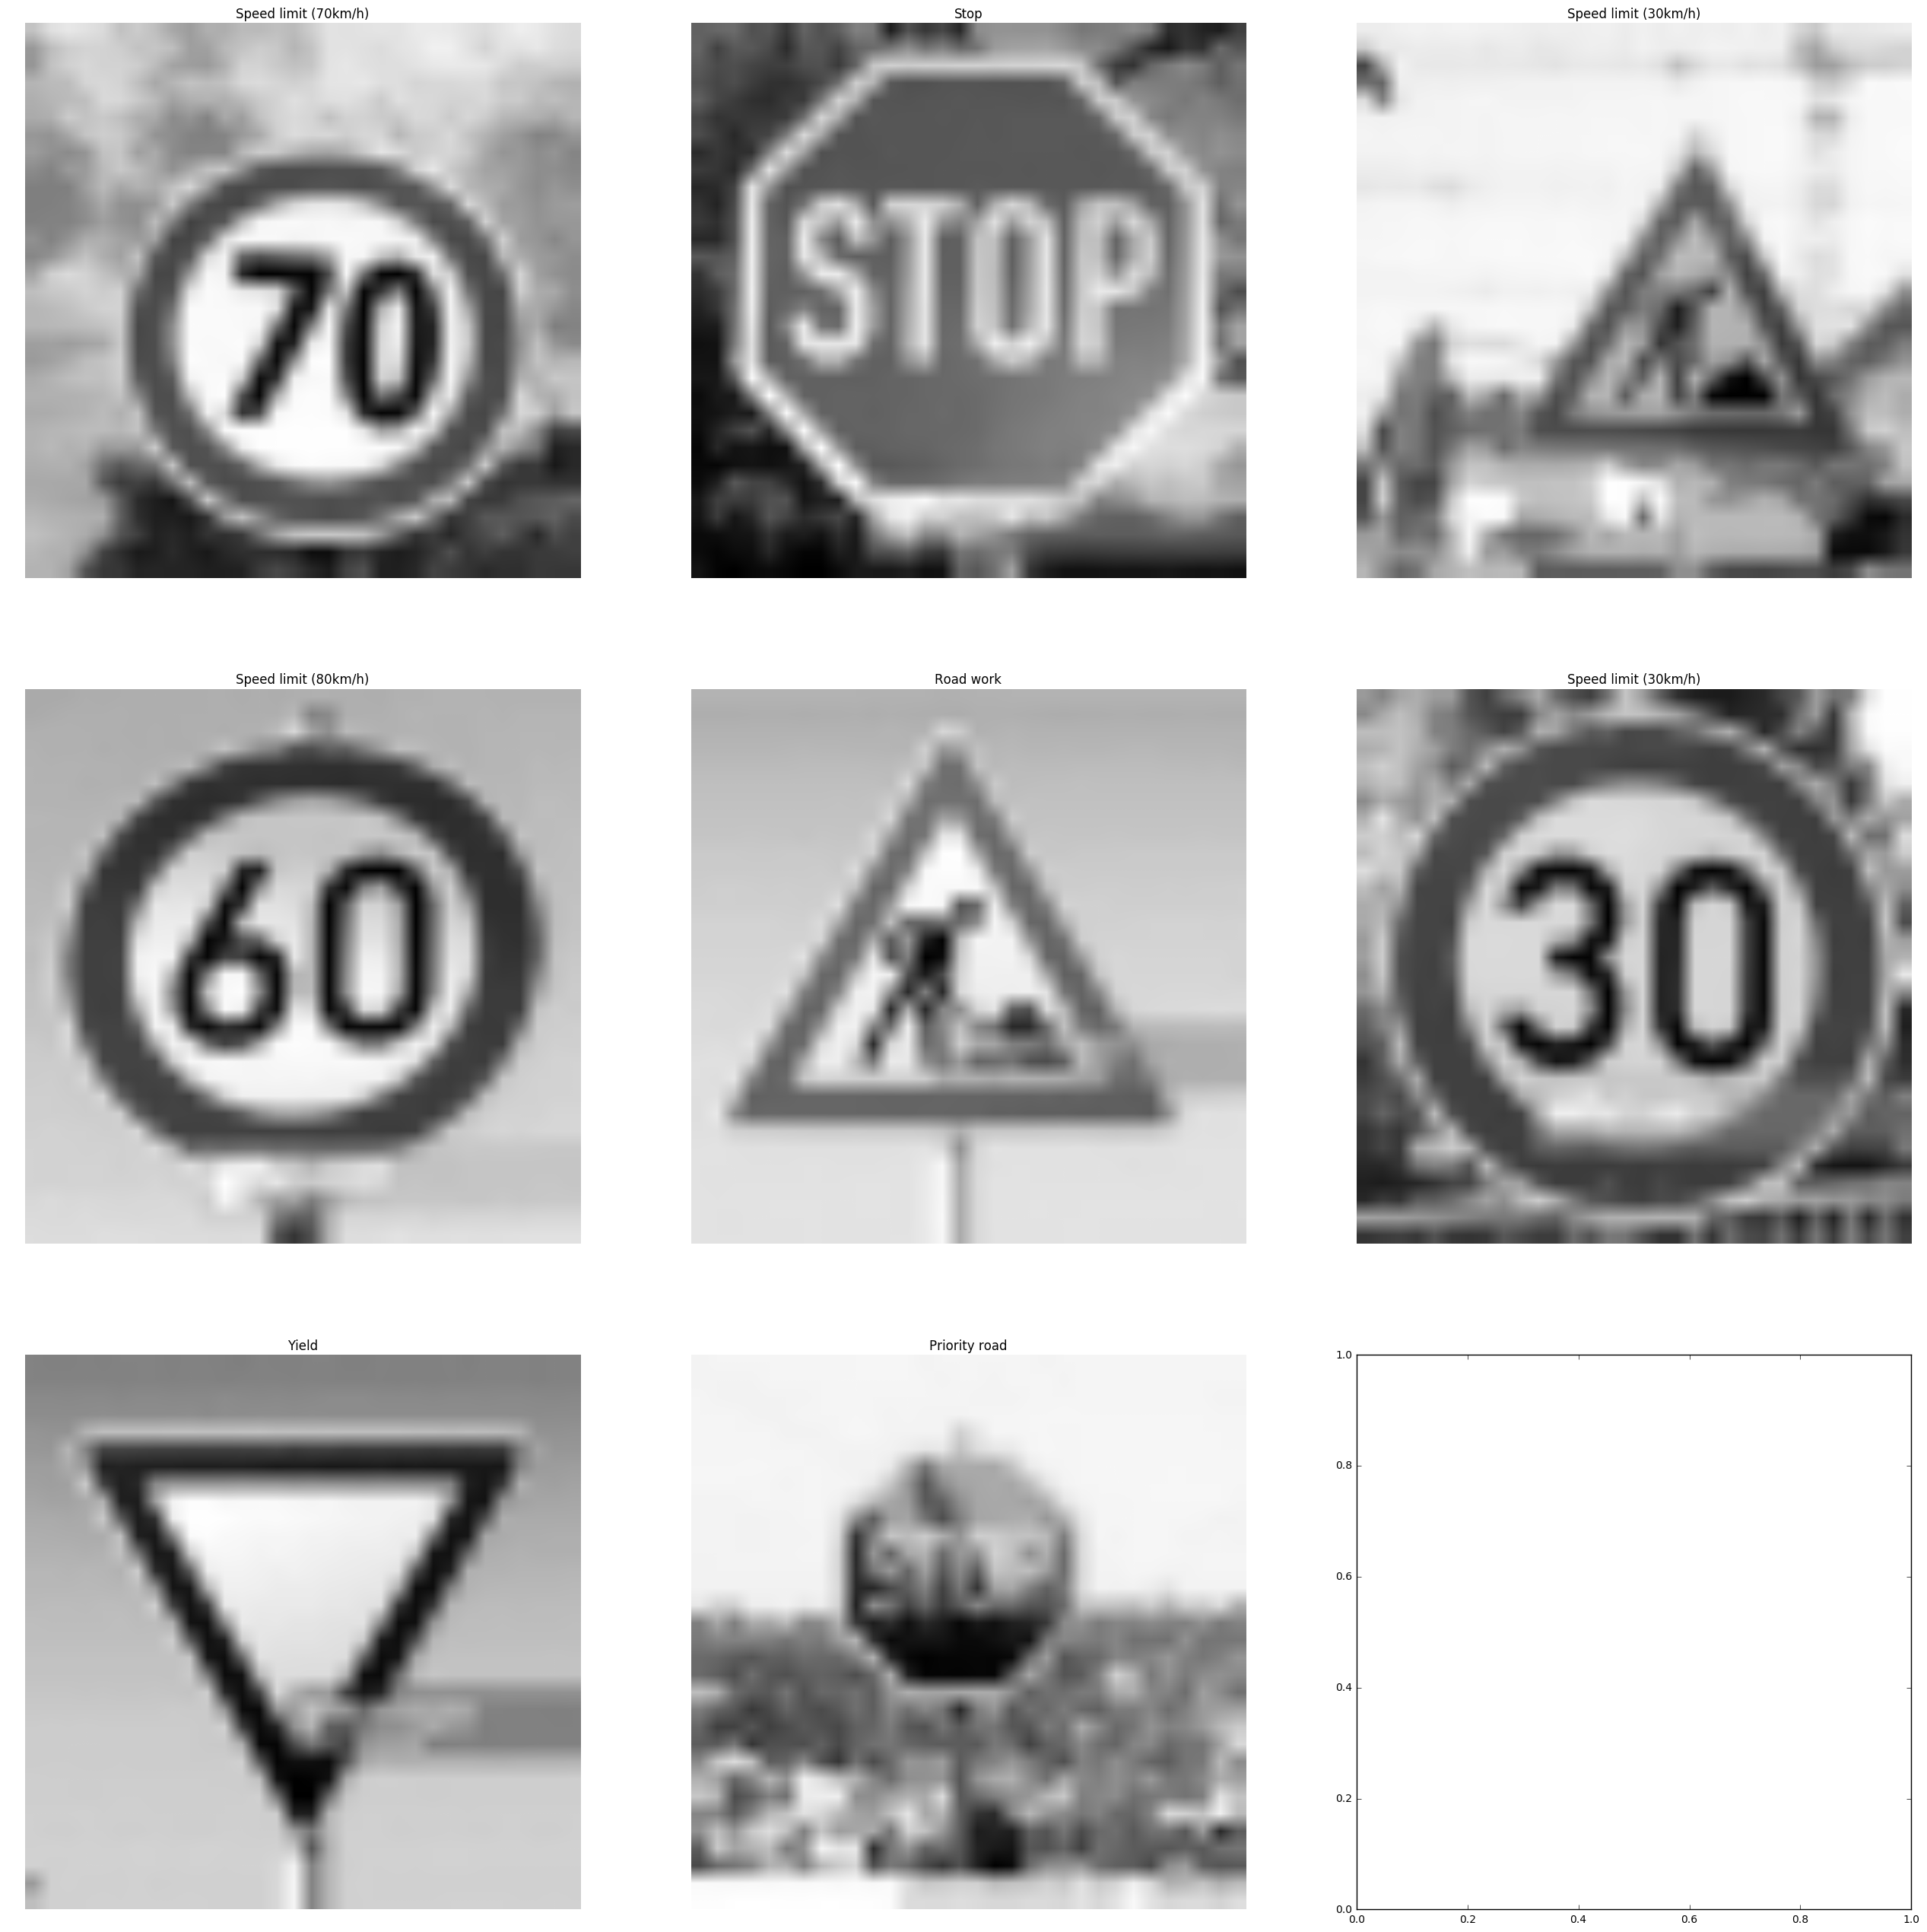 Speed limit (70km/h)
Stop
Speed limit (30km/h)
70
STOP
Speed limit (80km/h)
Road work
Speed limit (30km/h)
60
30
Yield
Priority road
1.0
0.8
0.6
0.4
0.2
0.0
0.0 0.2 0.4 0.6 0.8 1.0